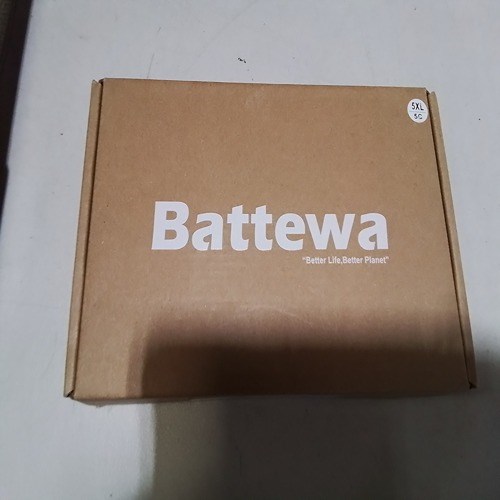 5XL
5C
Battewa
"Better Life,Better Planet"